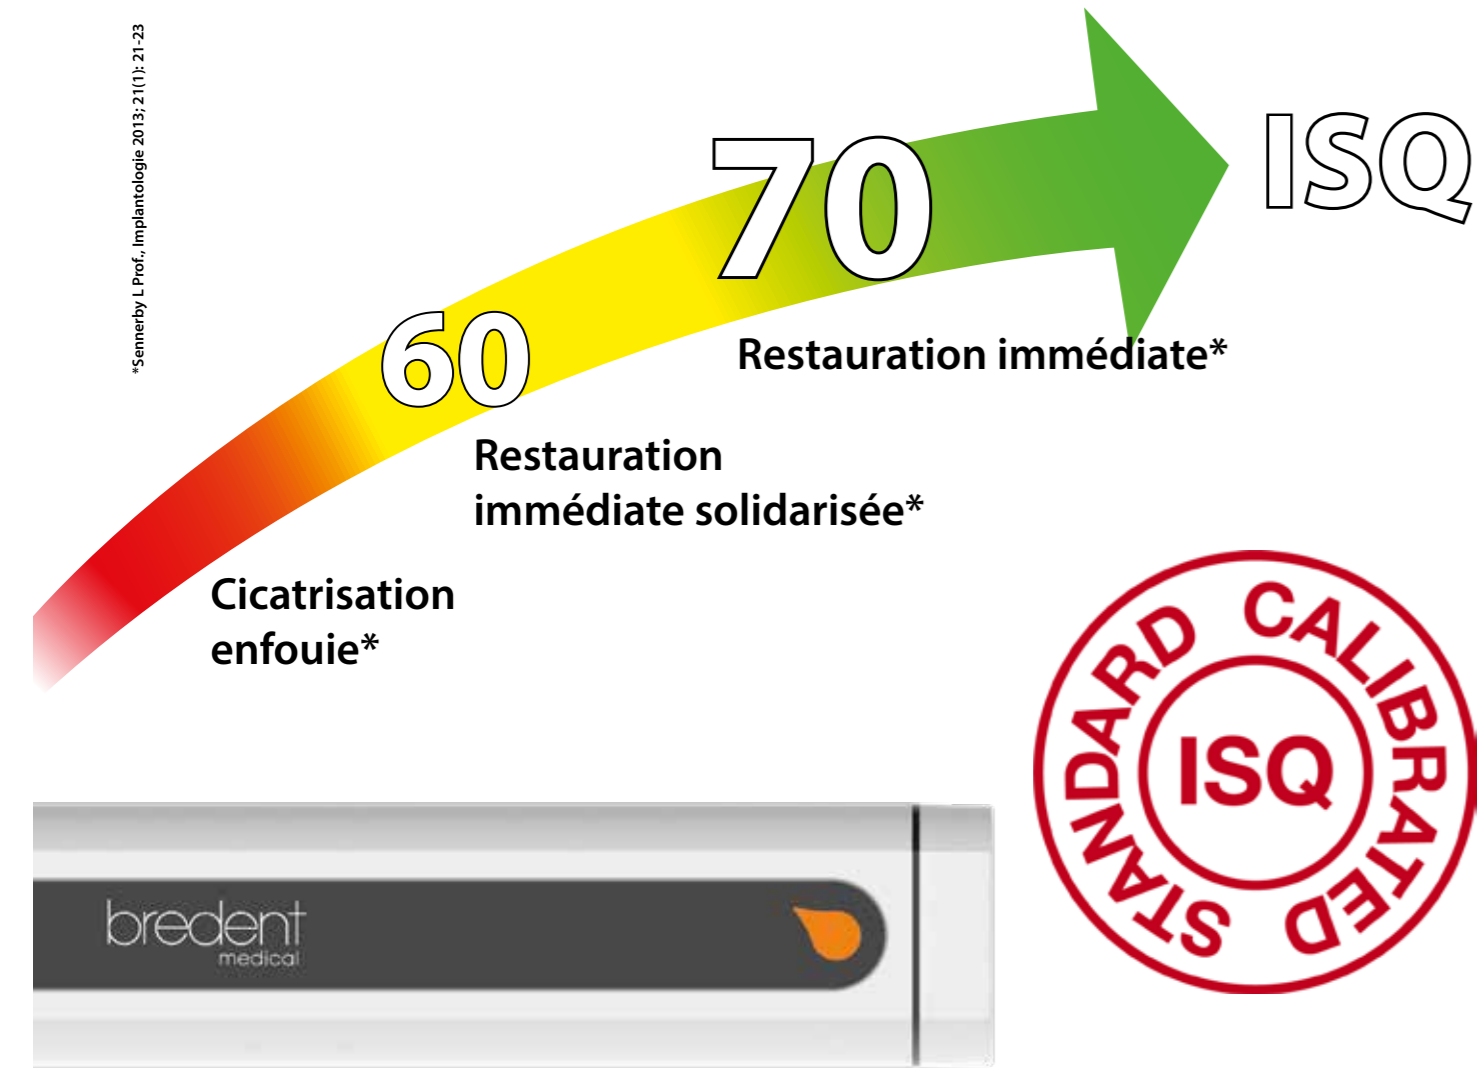 *Sennerby L Prof., Implantologie 2013; 21(1): 21-23
ISQ
70
60
Restauration immédiate*
Restauration
immédiate solidarisée*
Cicatrisation
enfouie*
STANDARD CALIBRATED
ISQ
bredent
medical